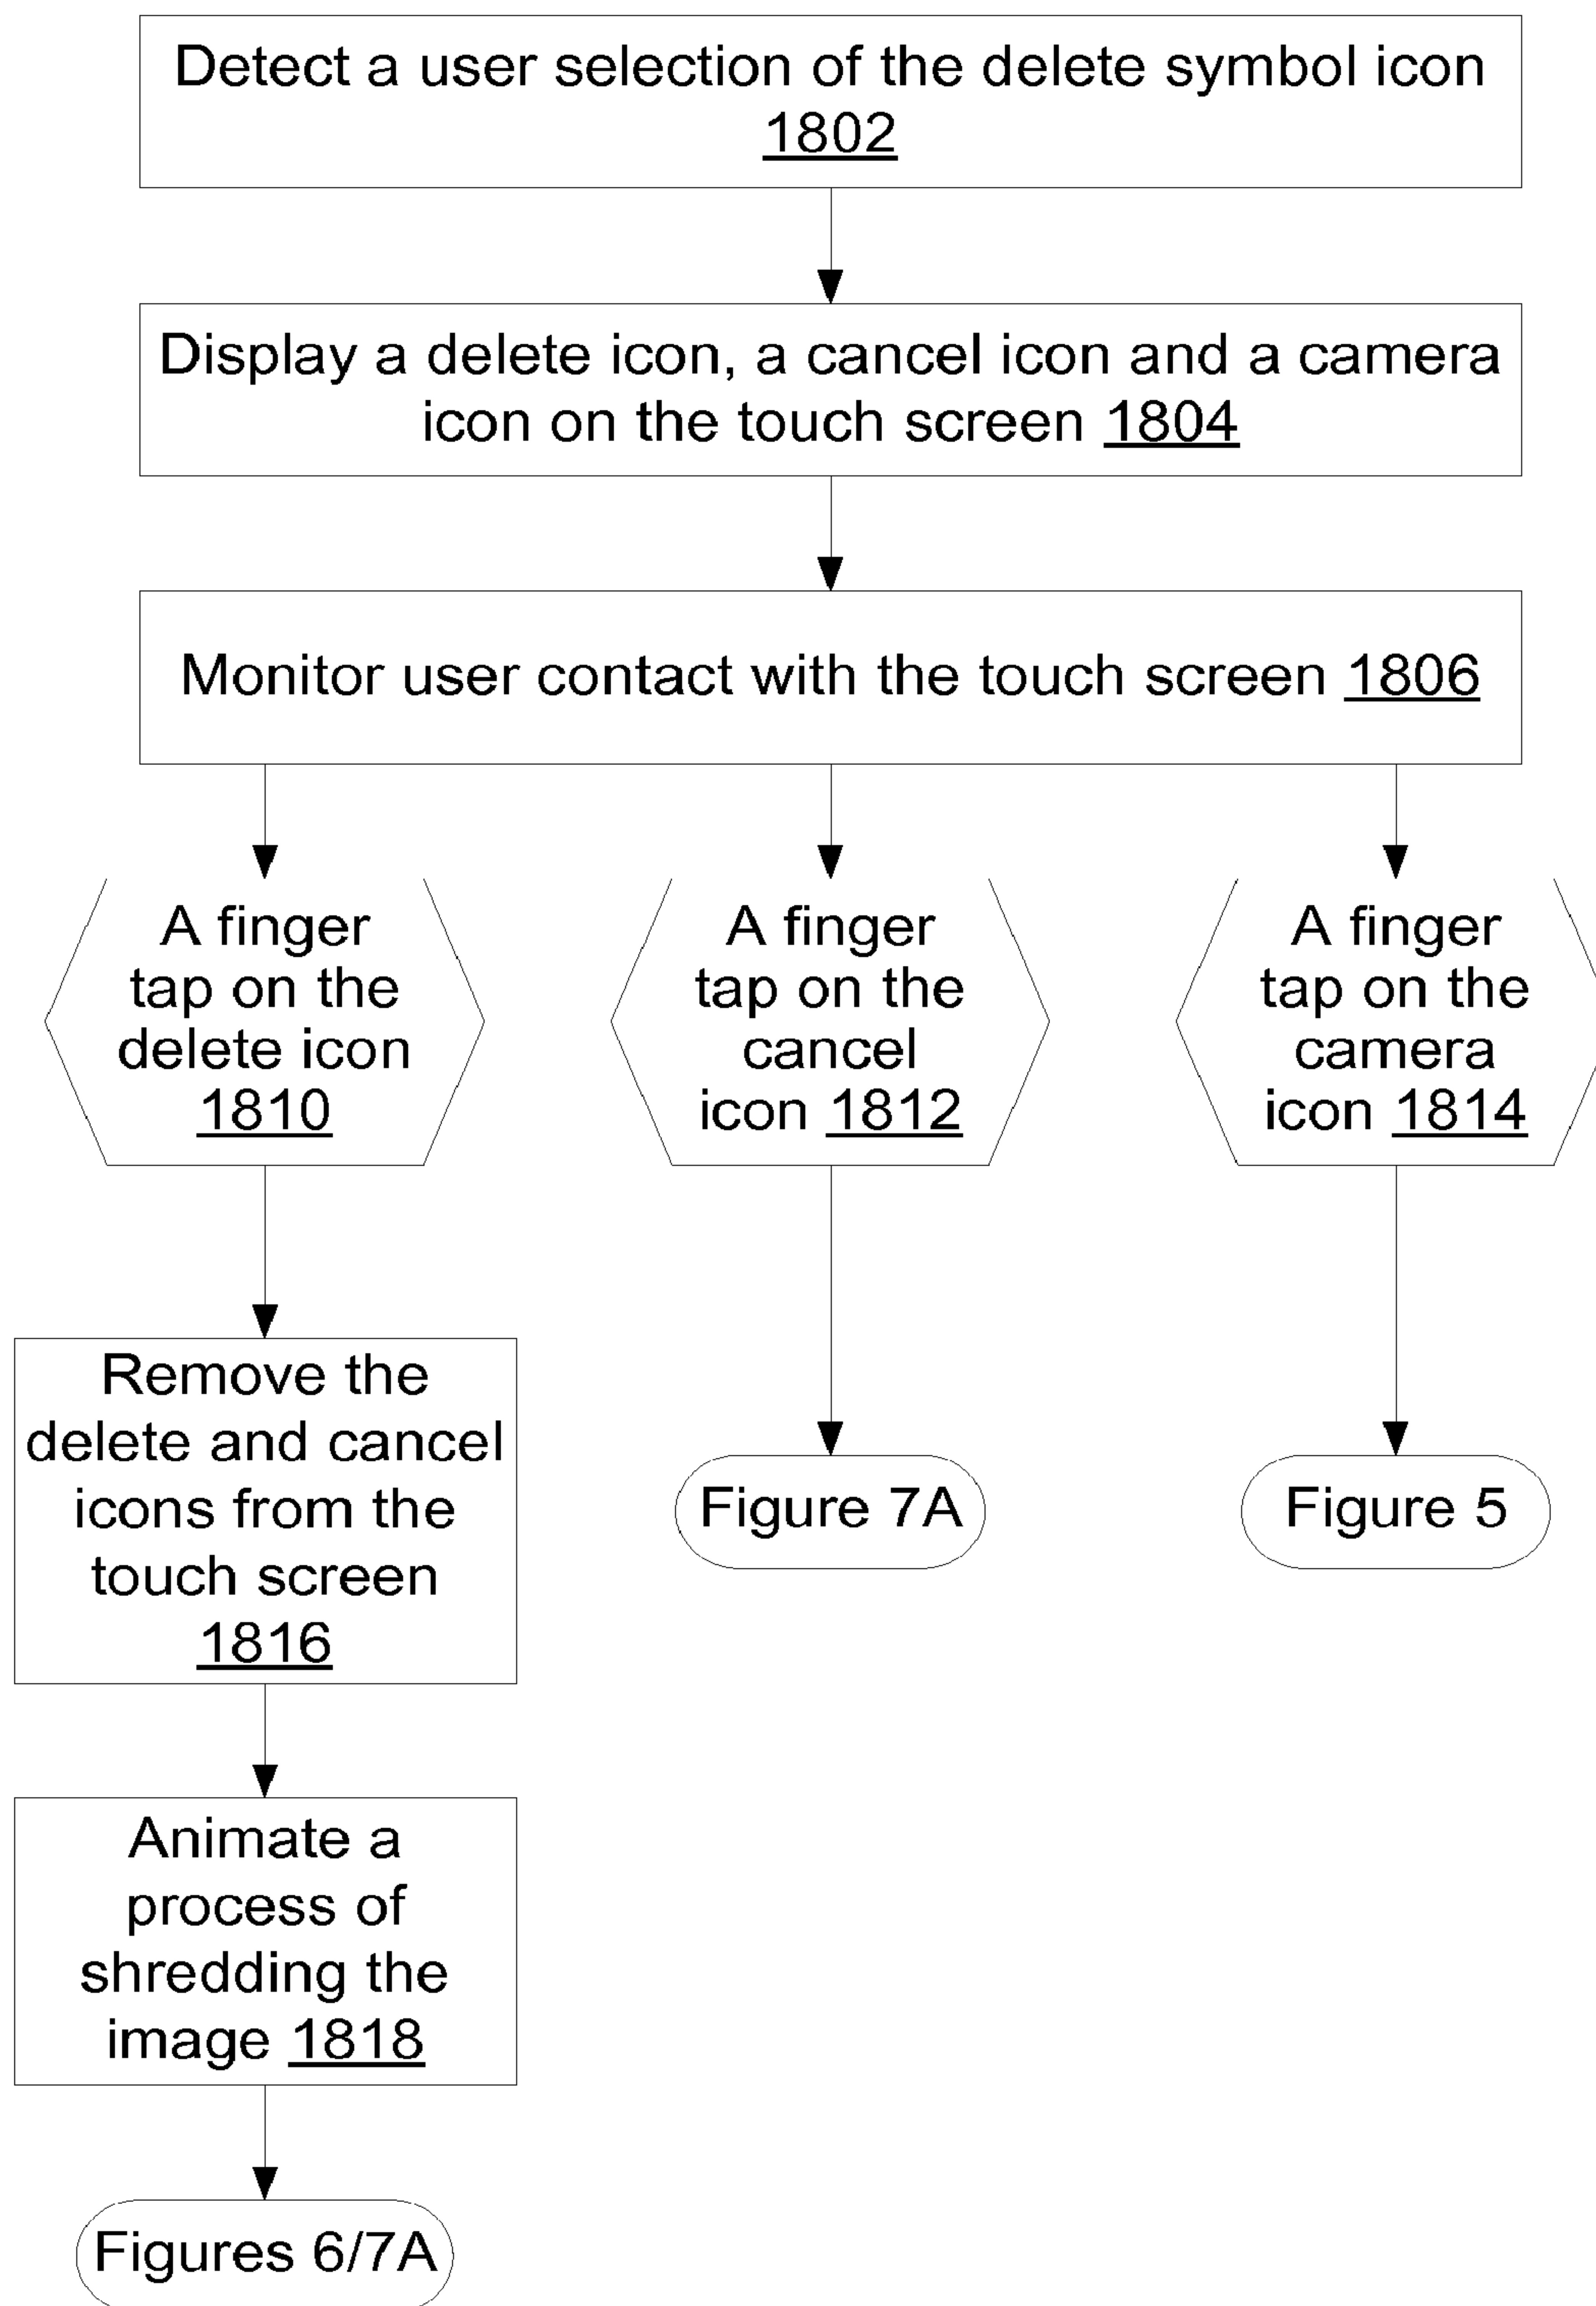 Detect a user selection of the delete symbol icon
1802
Display a delete icon, a cancel icon and a camera
icon on the touch screen 1804
Monitor user contact with the touch screen 1806
A finger
tap on the
delete icon
1810
A finger
tap on the
cancel
icon 1812
A finger
tap on the
camera
icon 1814
Remove the
delete and cancel
icons from the
touch screen
1816
Figure 7A
Figure 5
Animate a
process of
shredding the
image 1818
Figures 6/7A